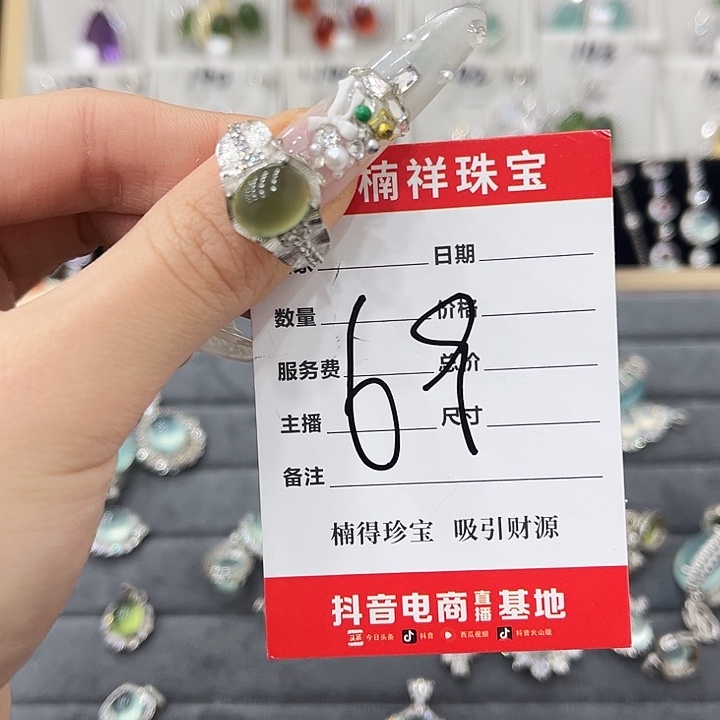 楠祥珠宝
日期
数量 价格
服务费 总价
主播 尺寸
69
备注
楠得珍宝 吸引财源
抖音电商直播基地
头条 今日头条 抖音 西瓜视频 抖音火山版